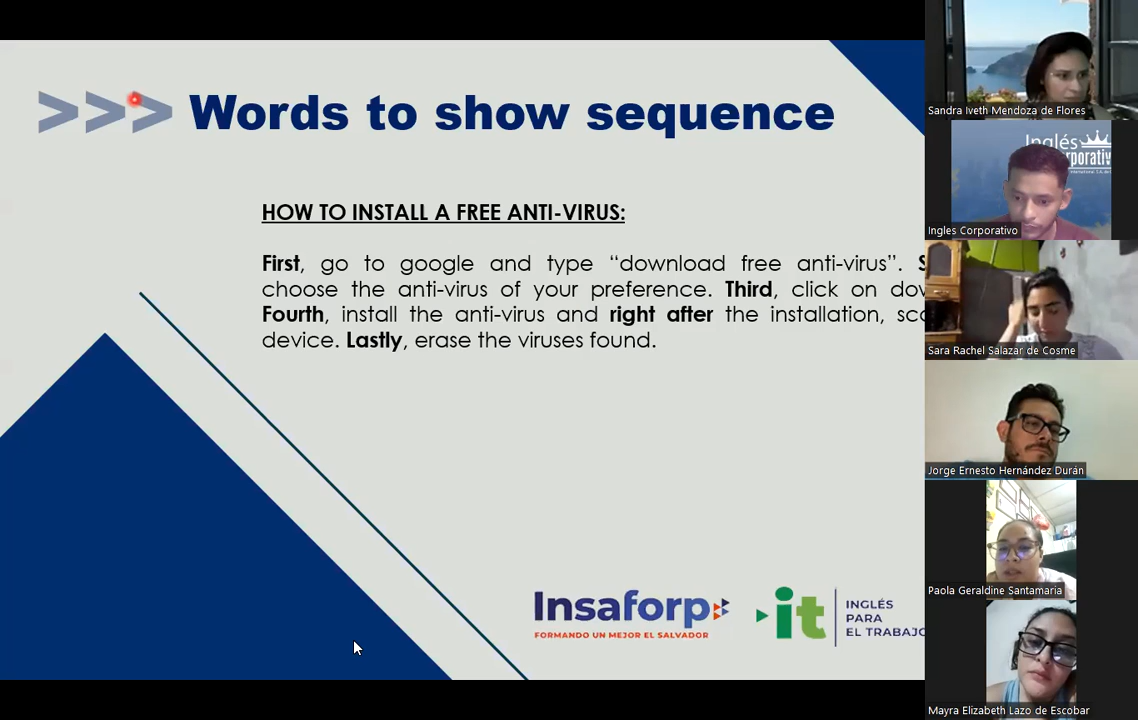 >>> Words to show sequence
HOW TO INSTALL A FREE ANTI-VIRUS:
First, go to google and type “download free anti-virus”.
choose the anti-virus of your preference. Third, click on
Fourth, install the anti-virus and right after the installation,
device. Lastly, erase the viruses found.
Insaforp
FORMANDO UN MEJOR EL SALVADOR
it
INGLÉS
PARA
EL TRABAJO
Sandra Iveth Mendoza de Flores
Inglés
Ingles Corporativo
Sara Rachel Salazar de Cosme
Jorge Ernesto Hernández Durán
Paola Geraldine Santamaria
Mayra Elizabeth Lazo de Escobar